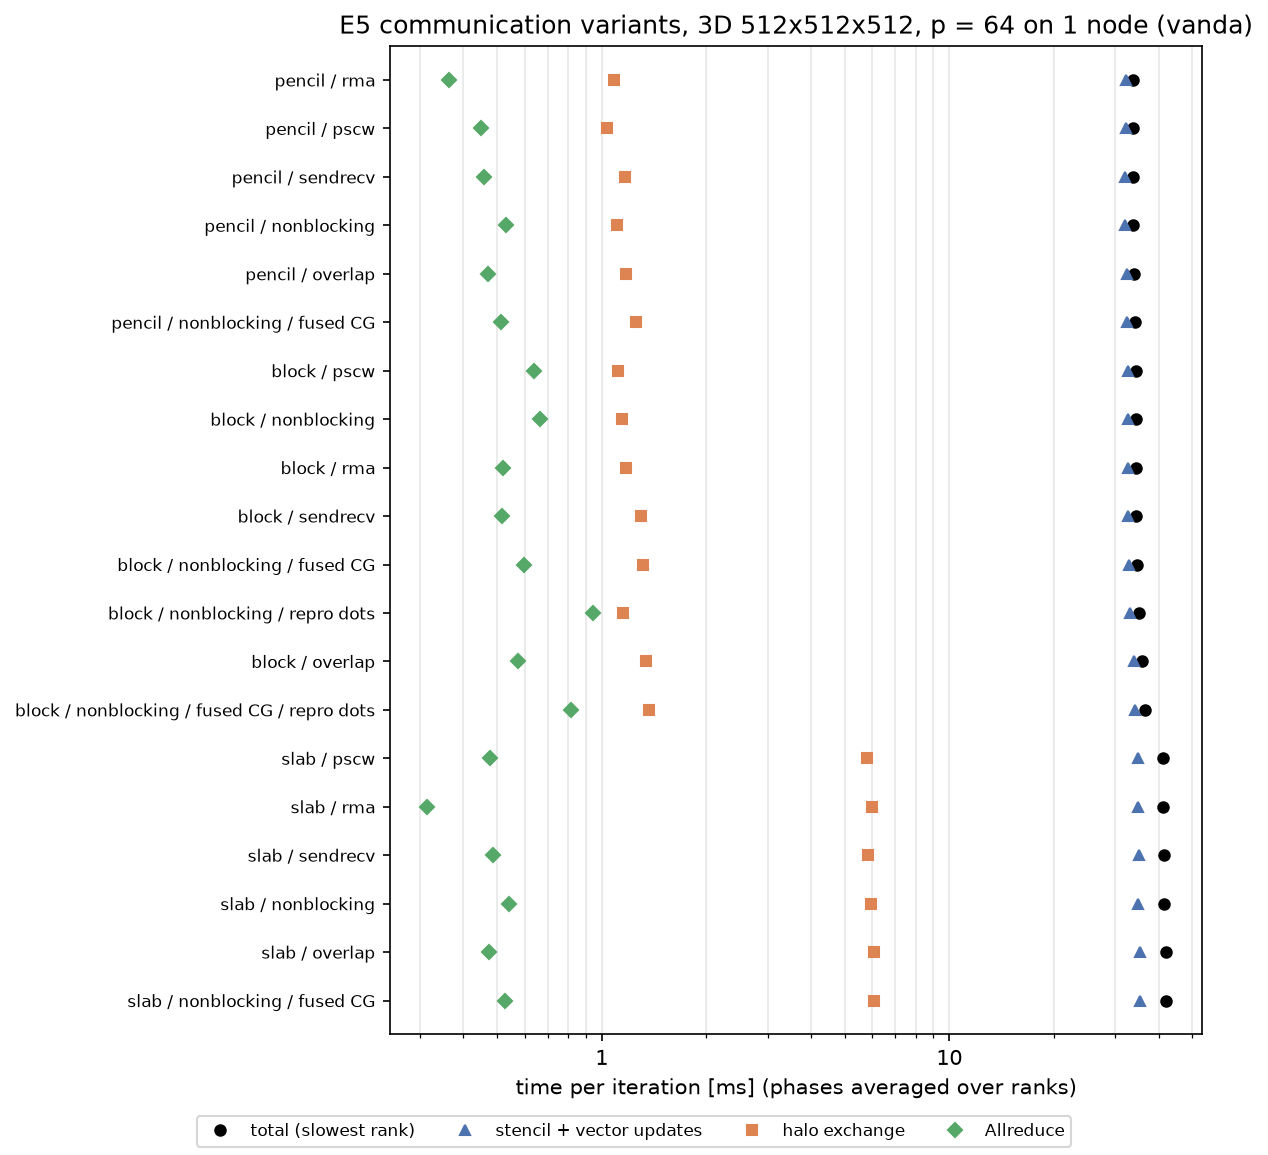 E5 communication variants, 3D 512x512x512, p = 64 on 1 node (vanda)
pencil / rma
pencil / pscw
pencil / sendrecv
pencil / nonblocking
pencil / overlap
pencil / nonblocking / fused CG
block / pscw
block / nonblocking
block / rma
block / sendrecv
block / nonblocking / fused CG
block / nonblocking / repro dots
block / overlap
block / nonblocking / fused CG / repro dots
slab / pscw
slab / rma
slab / sendrecv
slab / nonblocking
slab / overlap
slab / nonblocking / fused CG
1 10
time per iteration [ms] (phases averaged over ranks)
total (slowest rank) stencil + vector updates halo exchange Allreduce